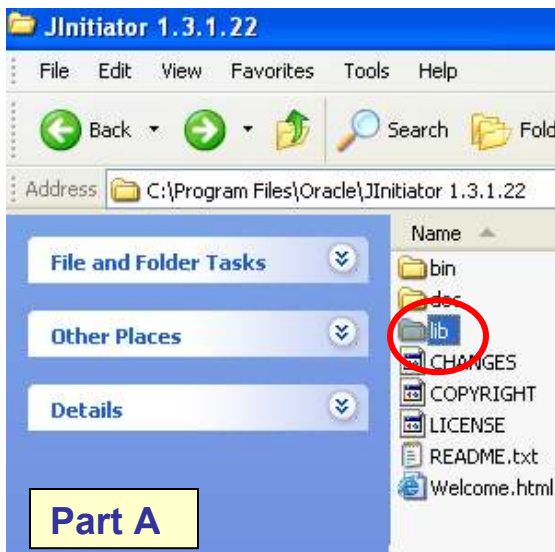 JInitiator 1.3.1.22
File Edit View Favorites Tools Help
Back Search Fold
Address C:\Program Files\Oracle\JInitiator 1.3.1.22
Name
File and Folder Tasks
Other Places
Details
bin
doc
lib
CHANGES
COPYRIGHT
LICENSE
README.txt
Welcome.html
Part A